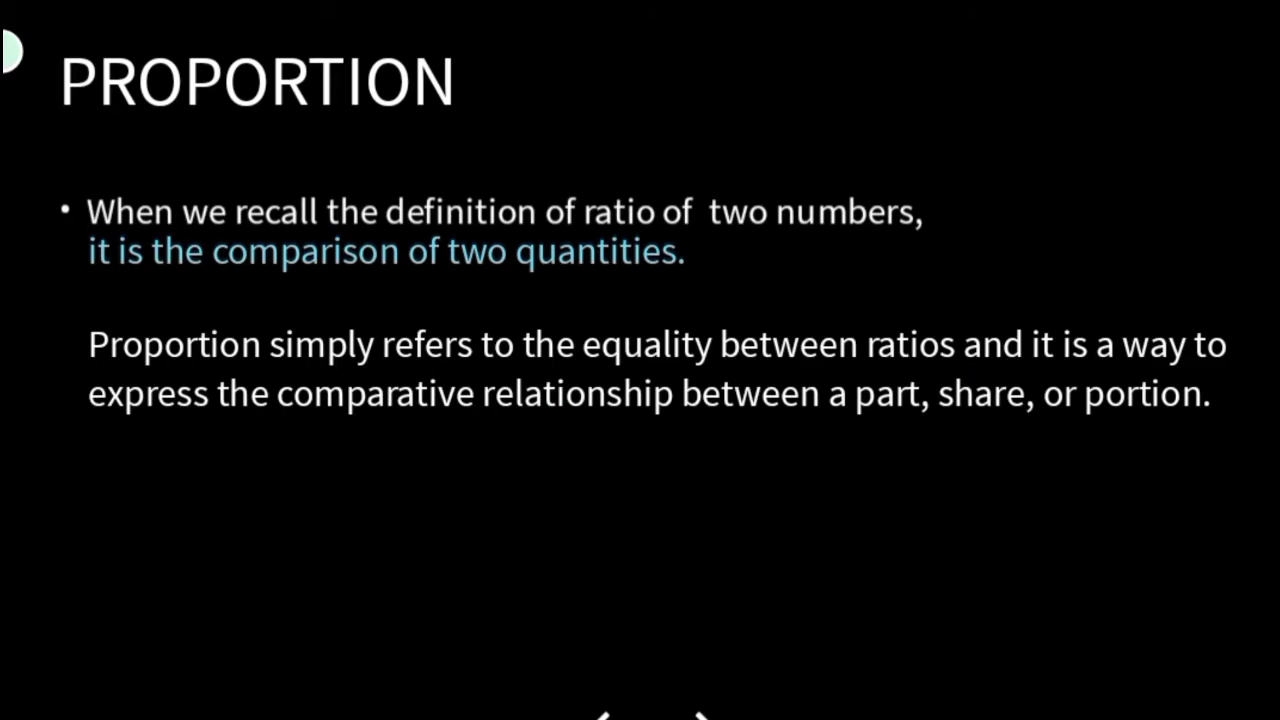 PROPORTION
• When we recall the definition of ratio of two numbers,
it is the comparison of two quantities.
Proportion simply refers to the equality between ratios and it is a way to
express the comparative relationship between a part, share, or portion.